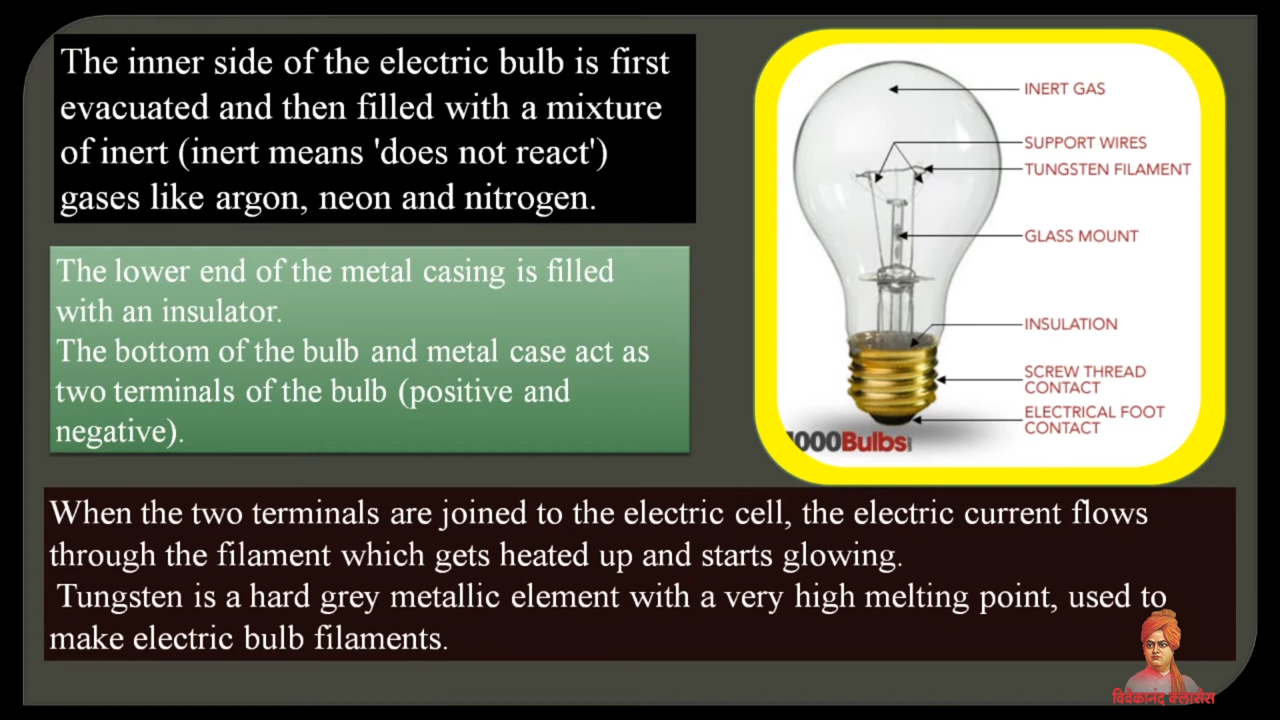 The inner side of the electric bulb is first
evacuated and then filled with a mixture
of inert (inert means 'does not react')
gases like argon, neon and nitrogen.
The lower end of the metal casing is filled
with an insulator.
The bottom of the bulb and metal case act as
two terminals of the bulb (positive and
negative).
INERT GAS
SUPPORT WIRES
TUNGSTEN FILAMENT
GLASS MOUNT
INSULATION
SCREW THREAD
CONTACT
ELECTRICAL FOOT
CONTACT
1000Bulbs
When the two terminals are joined to the electric cell, the electric current flows
through the filament which gets heated up and starts glowing.
Tungsten is a hard grey metallic element with a very high melting point, used to
make electric bulb filaments.
विवेकानंद क्लासेस